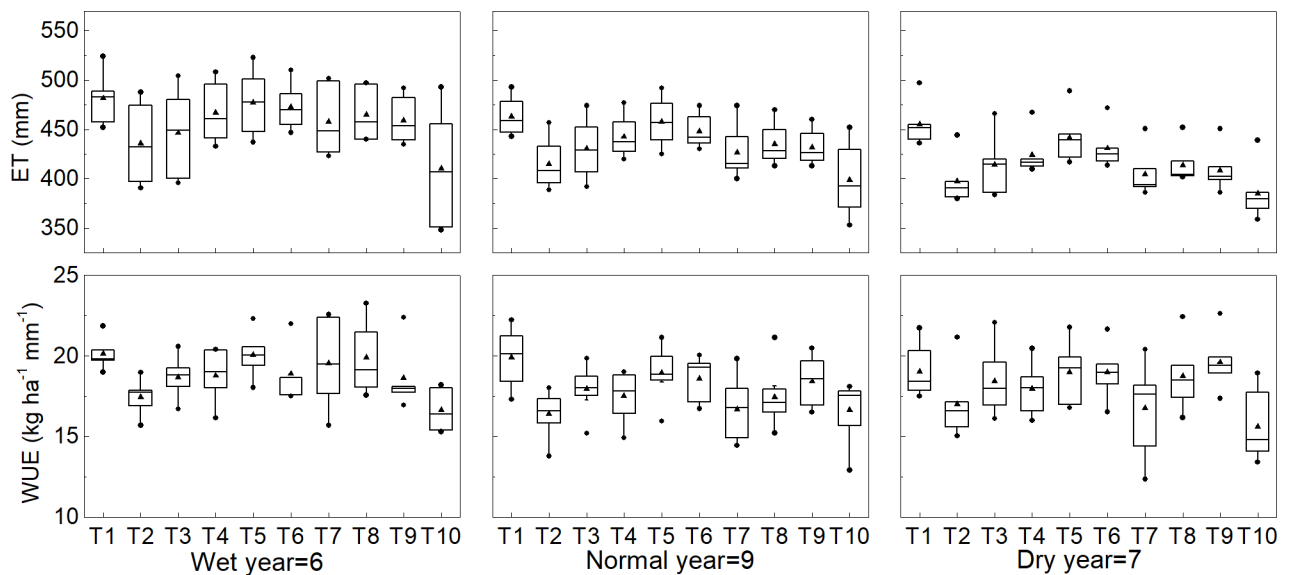 550
500
450
400
350
ET (mm)
25
20
15
10
WUE (kg ha⁻¹ mm⁻¹)
T1 T2 T3 T4 T5 T6 T7 T8 T9 T10
T1 T2 T3 T4 T5 T6 T7 T8 T9 T10
T1 T2 T3 T4 T5 T6 T7 T8 T9 T10
Wet year=6
Normal year=9
Dry year=7